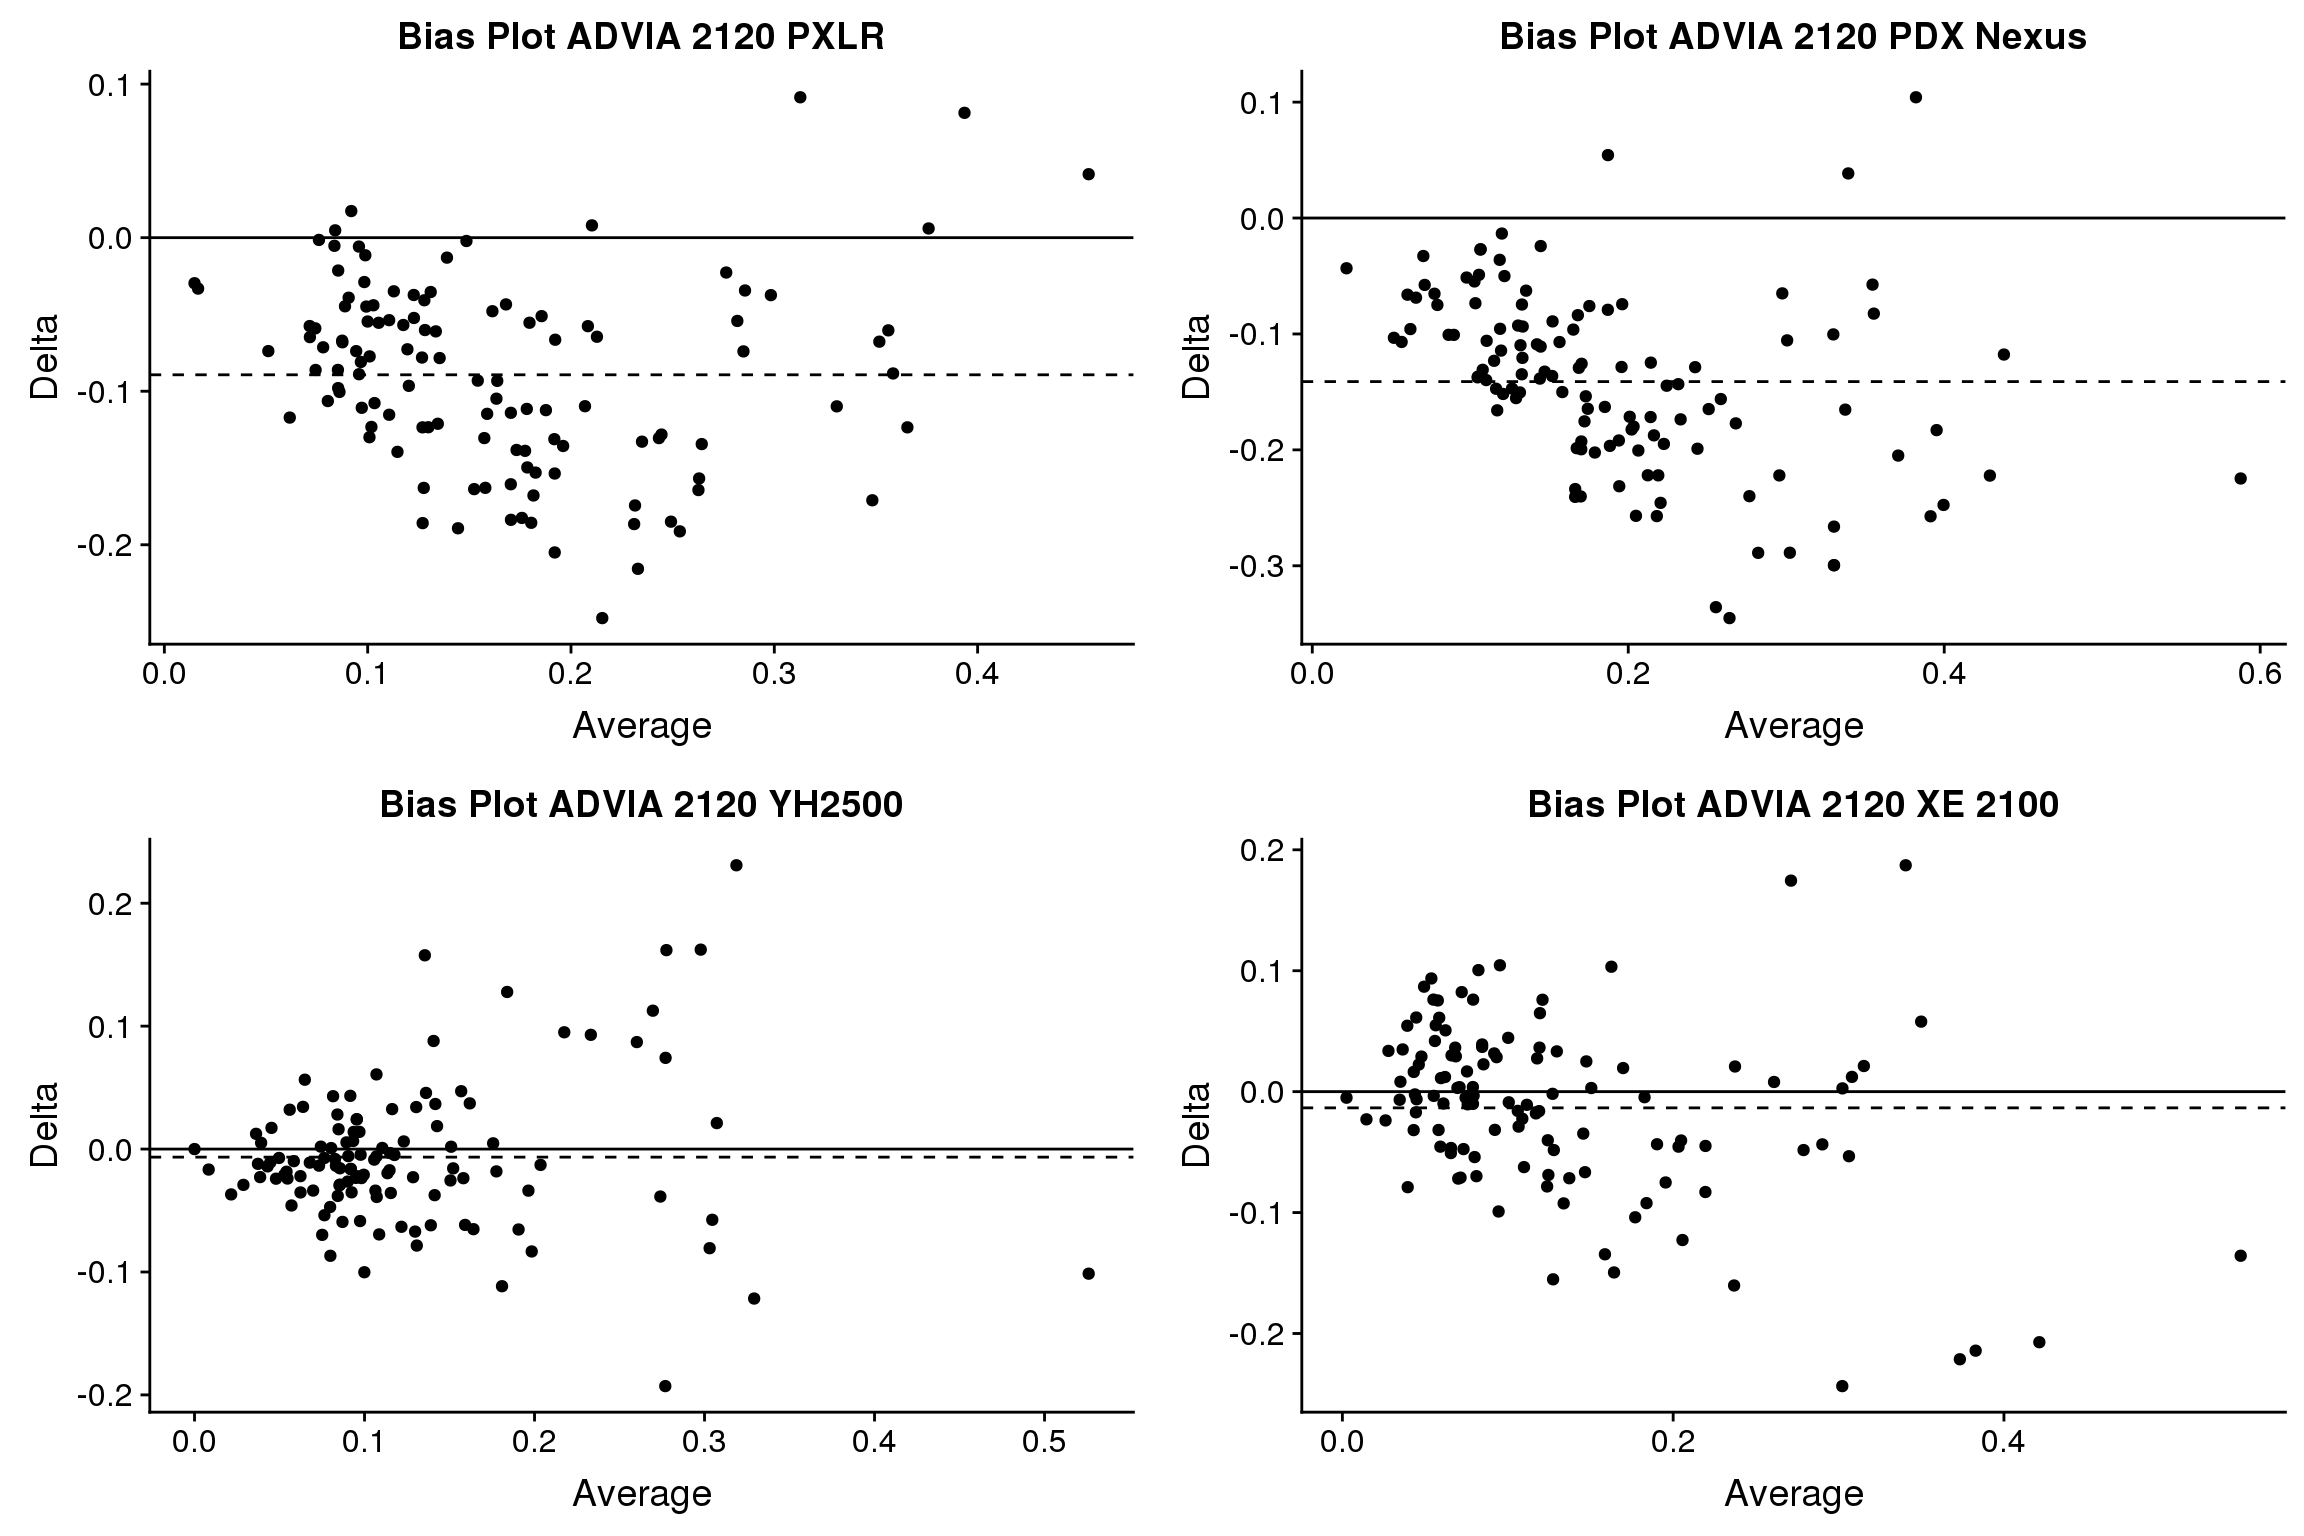 Bias Plot ADVIA 2120 PXLR
0.1
0.0
-0.1
-0.2
Delta
0.0 0.1 0.2 0.3 0.4
Average
Bias Plot ADVIA 2120 PDX Nexus
0.1
0.0
-0.1
-0.2
-0.3
Delta
0.0 0.2 0.4 0.6
Average
Bias Plot ADVIA 2120 YH2500
0.2
0.1
0.0
-0.1
-0.2
Delta
0.0 0.1 0.2 0.3 0.4 0.5
Average
Bias Plot ADVIA 2120 XE 2100
0.2
0.1
0.0
-0.1
-0.2
Delta
0.0 0.2 0.4
Average